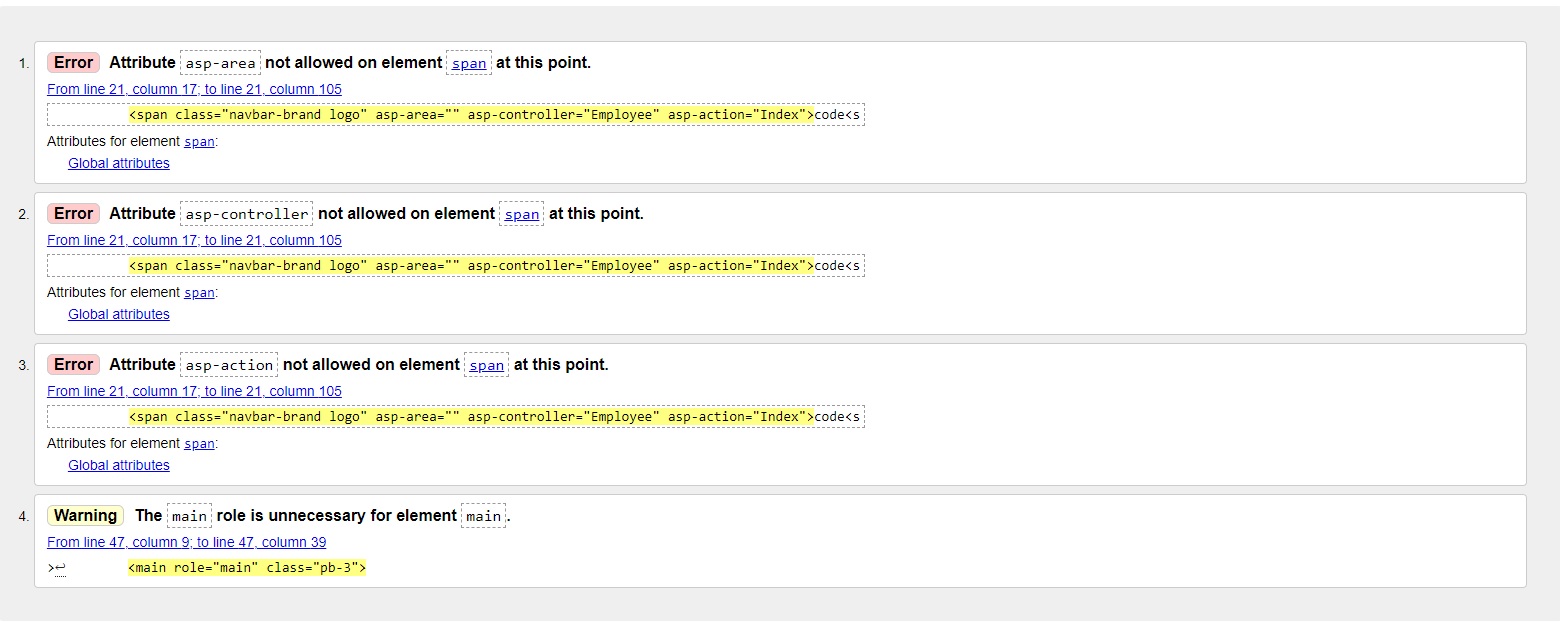 1. Error Attribute asp-area not allowed on element span at this point.
From line 21, column 17; to line 21, column 105
<span class="navbar-brand logo" asp-area="" asp-controller="Employee" asp-action="Index">code<s
Attributes for element span:
Global attributes
2. Error Attribute asp-controller not allowed on element span at this point.
From line 21, column 17; to line 21, column 105
<span class="navbar-brand logo" asp-area="" asp-controller="Employee" asp-action="Index">code<s
Attributes for element span:
Global attributes
3. Error Attribute asp-action not allowed on element span at this point.
From line 21, column 17; to line 21, column 105
<span class="navbar-brand logo" asp-area="" asp-controller="Employee" asp-action="Index">code<s
Attributes for element span:
Global attributes
4. Warning The main role is unnecessary for element main.
From line 47, column 9; to line 47, column 39
>↩ <main role="main" class="pb-3">